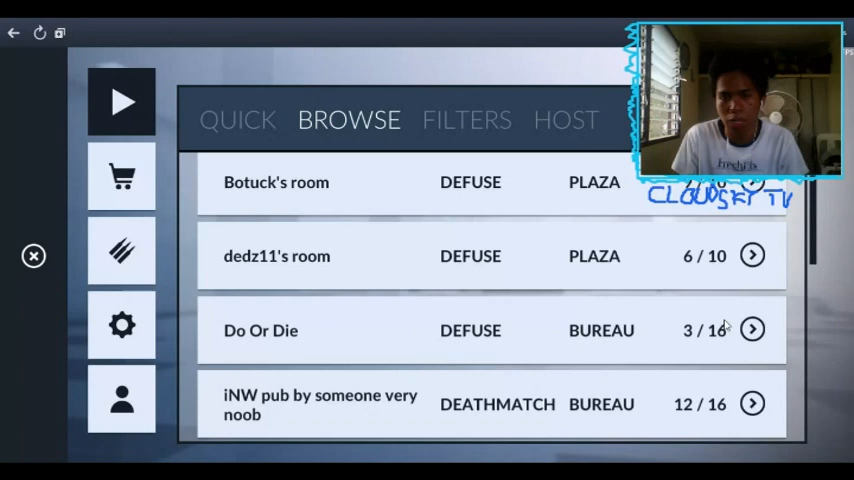 QUICK BROWSE FILTERS HOST
Botuck's room DEFUSE PLAZA
CLOUDSKY TV
dedz11's room DEFUSE PLAZA 6 / 10
Do Or Die DEFUSE BUREAU 3 / 16
iNW pub by someone very noob DEATHMATCH BUREAU 12 / 16